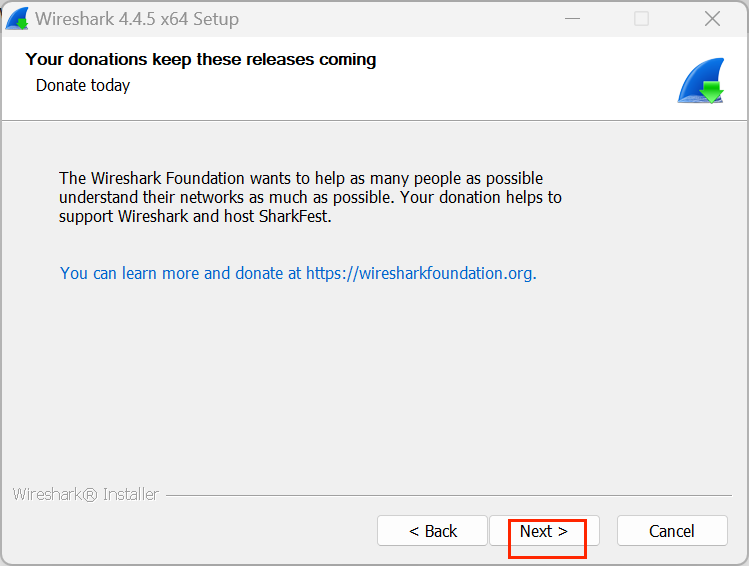 Wireshark 4.4.5 x64 Setup
Your donations keep these releases coming
Donate today
The Wireshark Foundation wants to help as many people as possible
understand their networks as much as possible. Your donation helps to
support Wireshark and host SharkFest.
You can learn more and donate at https://wiresharkfoundation.org.
Wireshark® Installer
< Back
Next >
Cancel